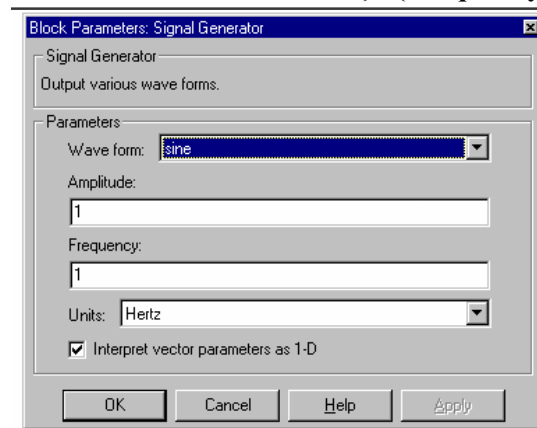 Block Parameters: Signal Generator
Signal Generator
Output various wave forms.
Parameters
Wave form: sine
Amplitude:
1
Frequency:
1
Units: Hertz
Interpret vector parameters as 1-D
OK Cancel Help Apply